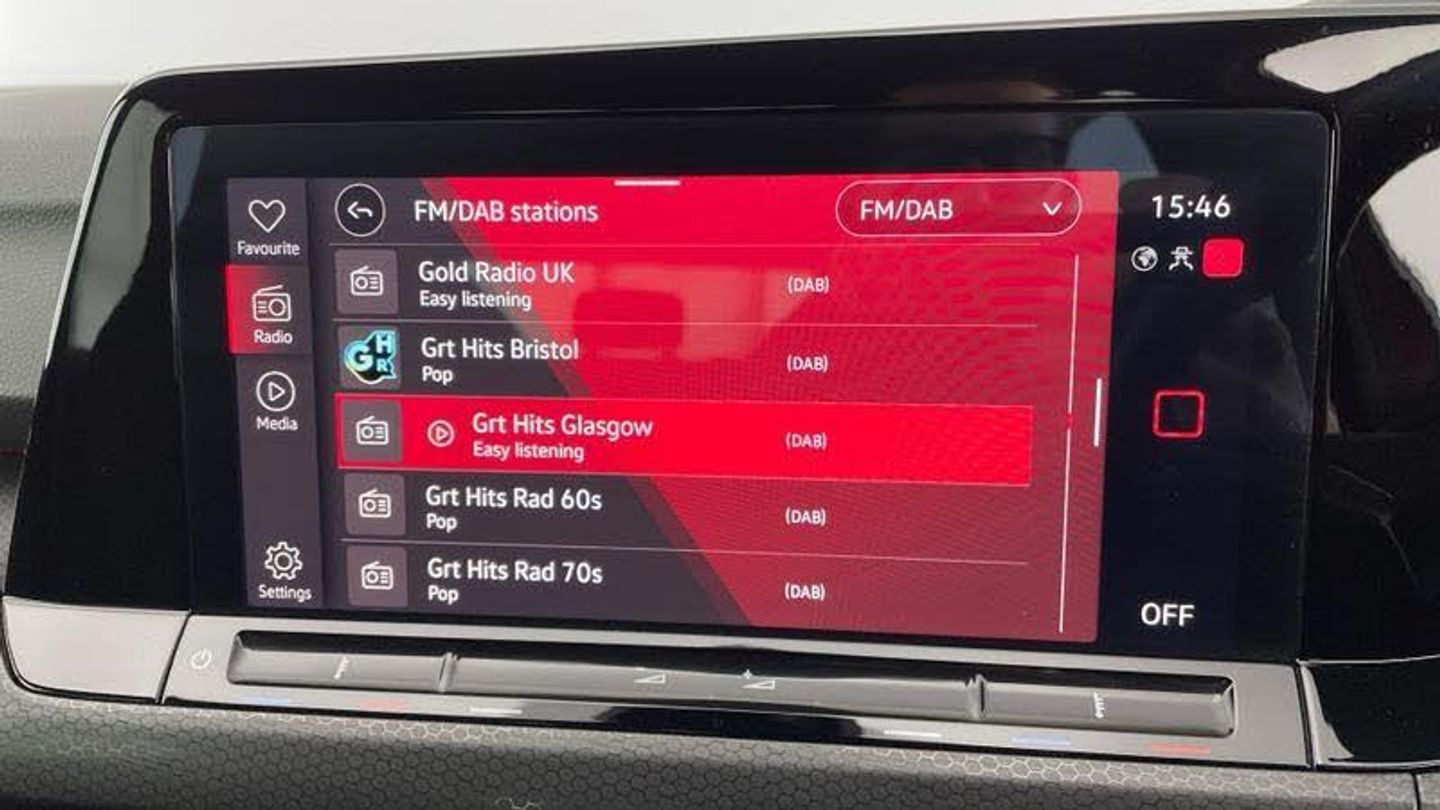 FM/DAB stations
FM/DAB
15:46
Favourite
Gold Radio UK
Easy listening
(DAB)
Radio
GHR
Grt Hits Bristol
Pop
(DAB)
Media
Grt Hits Glasgow
Easy listening
(DAB)
Grt Hits Rad 60s
Pop
(DAB)
Settings
Grt Hits Rad 70s
Pop
(DAB)
OFF